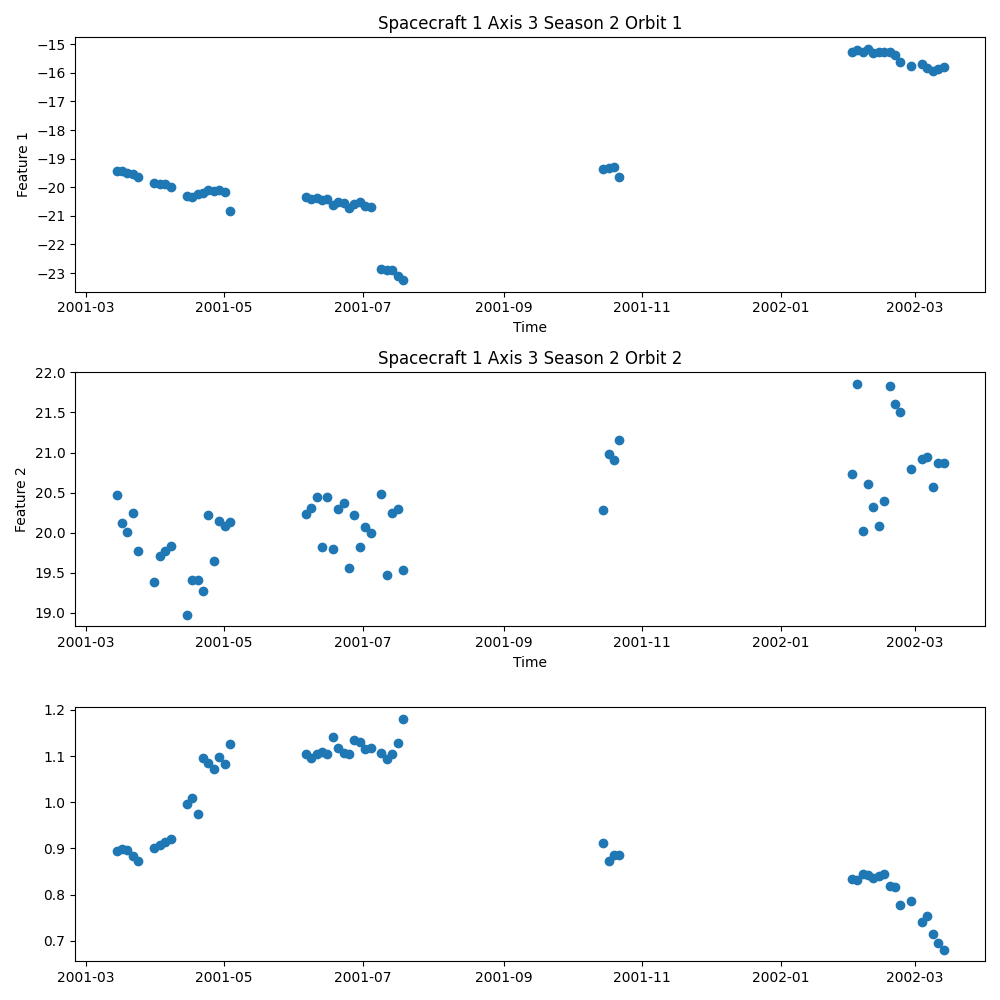 Spacecraft 1 Axis 3 Season 2 Orbit 1
−15
−16
−17
−18
−19
−20
−21
−22
−23
Feature 1
2001-03 2001-05 2001-07 2001-09 2001-11 2002-01 2002-03
Time
Spacecraft 1 Axis 3 Season 2 Orbit 2
22.0
21.5
21.0
20.5
20.0
19.5
19.0
Feature 2
2001-03 2001-05 2001-07 2001-09 2001-11 2002-01 2002-03
Time
1.2
1.1
1.0
0.9
0.8
0.7
2001-03 2001-05 2001-07 2001-09 2001-11 2002-01 2002-03